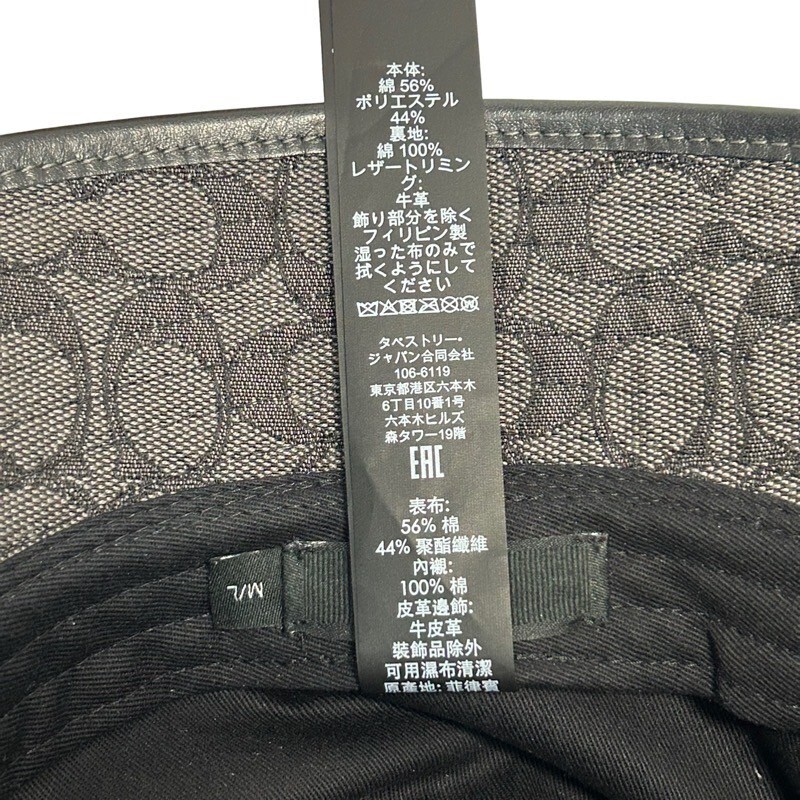 本体:
綿 56%
ポリエステル
44%
裏地:
綿 100%
レザートリミン
グ:
牛革
飾り部分を除く
フィリピン製
湿った布のみで
拭くようにして
ください
タペストリー・
ジャパン合同会社
106-6119
東京都港区六本木
6丁目10番1号
六本木ヒルズ
森タワー19階
EAC
表布:
56% 棉
44% 聚酯纖維
內襯:
100% 棉
皮革邊飾:
牛皮革
裝飾品除外
可用濕布清潔
原產地: 菲律賓
M/L